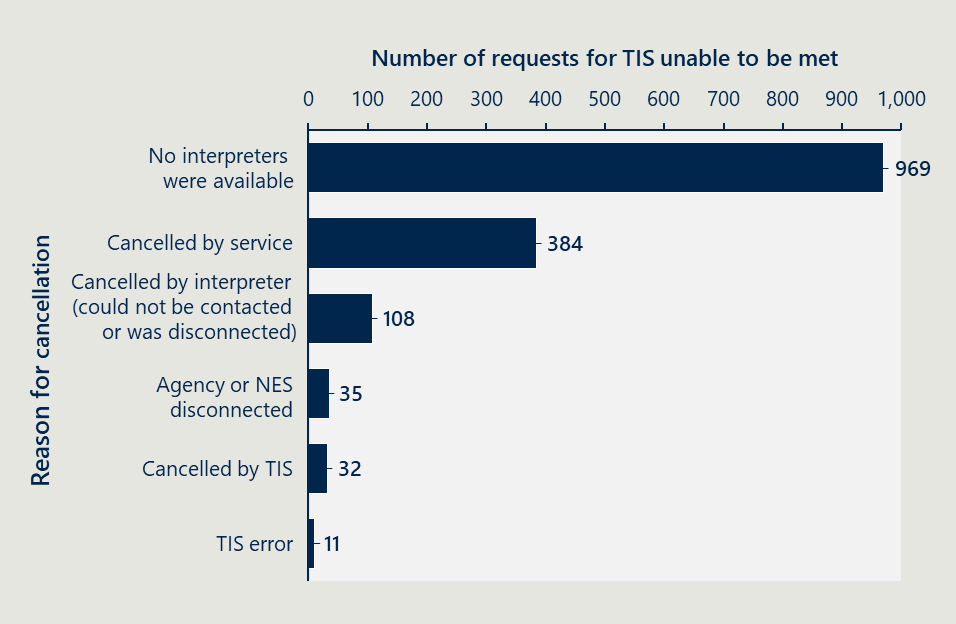 Number of requests for TIS unable to be met
0 100 200 300 400 500 600 700 800 900 1,000
Reason for cancellation
No interpreters
were available
969
Cancelled by service
384
Cancelled by interpreter
(could not be contacted
or was disconnected)
108
Agency or NES
disconnected
35
Cancelled by TIS
32
TIS error
11